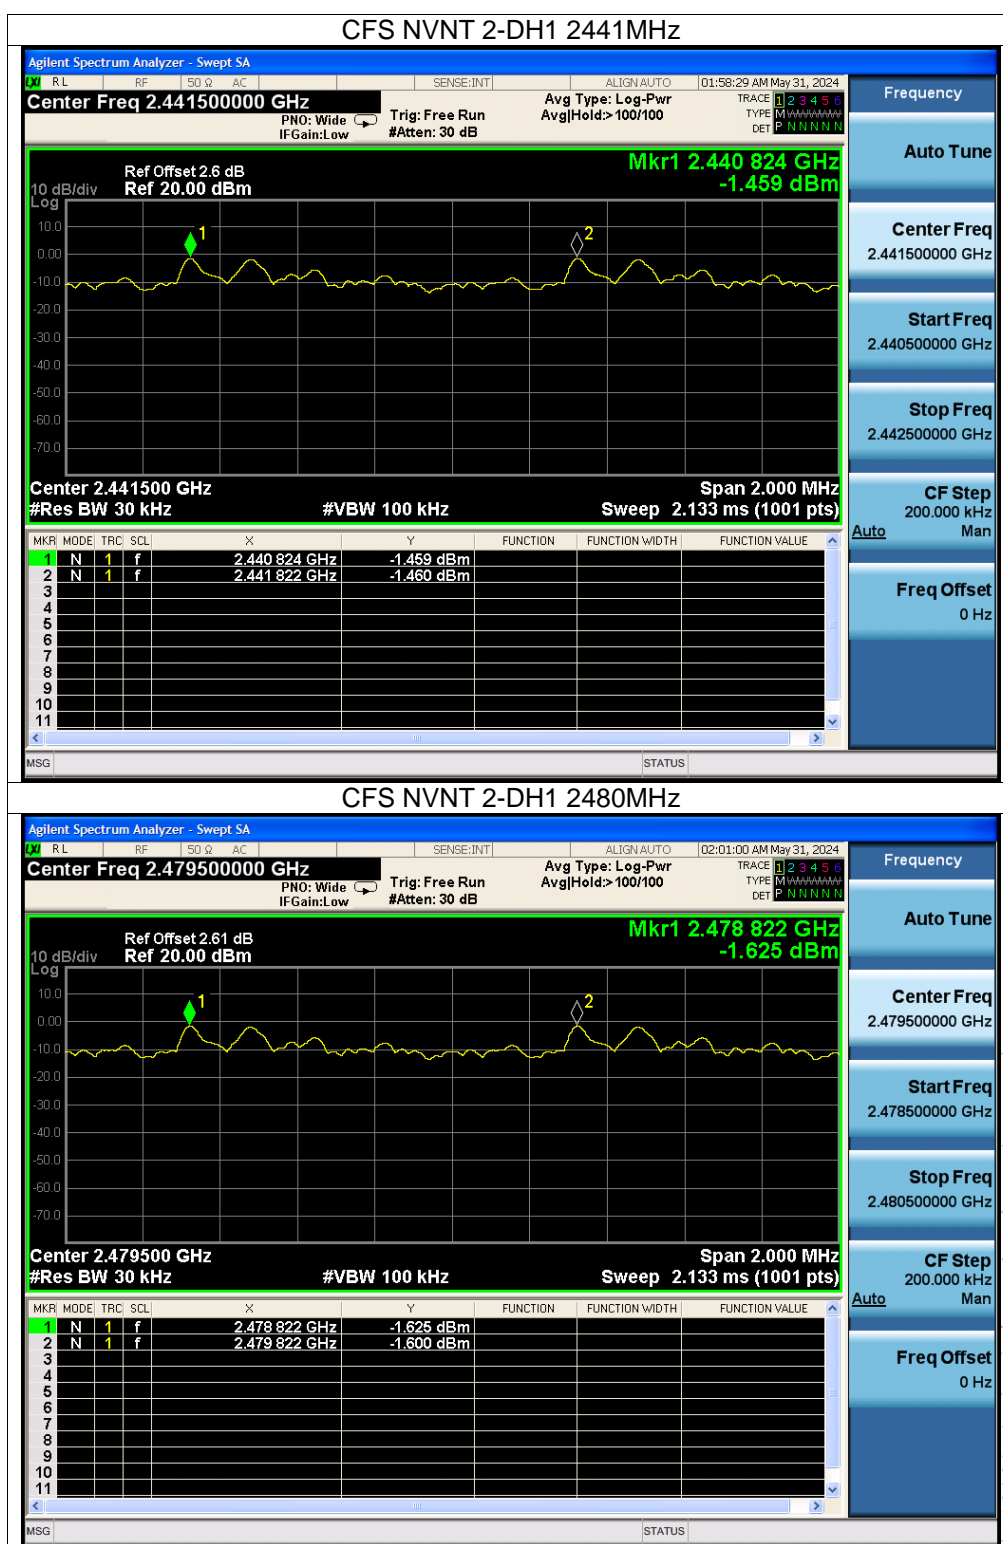 CFS NVNT 2-DH1 2441MHz
Agilent Spectrum Analyzer - Swept SA
LXI RL RF 50 Ω AC SENSE:INT ALIGN AUTO 01:58:29 AM May 31, 2024
Center Freq 2.441500000 GHz
PNO: Wide
IFGain:Low
Trig: Free Run
#Atten: 30 dB
Avg Type: Log-Pwr
Avg|Hold:>100/100
TRACE 1 2 3 4 5 6
TYPE M
DET P N N N N N
Frequency
Auto Tune
Center Freq
2.441500000 GHz
Start Freq
2.440500000 GHz
Stop Freq
2.442500000 GHz
CF Step
200.000 kHz
Auto Man
Freq Offset
0 Hz
Mkr1 2.440 824 GHz
-1.459 dBm
Ref Offset 2.6 dB
10 dB/div Ref 20.00 dBm
Log
10.0
0.00
-10.0
-20.0
-30.0
-40.0
-50.0
-60.0
-70.0
1
2
Center 2.441500 GHz Span 2.000 MHz
#Res BW 30 kHz #VBW 100 kHz Sweep 2.133 ms (1001 pts)
MKR MODE TRC SCL X Y FUNCTION FUNCTION WIDTH FUNCTION VALUE
1 N 1 f 2.440 824 GHz -1.459 dBm
2 N 1 f 2.441 822 GHz -1.460 dBm
3
4
5
6
7
8
9
10
11
MSG STATUS
CFS NVNT 2-DH1 2480MHz
Agilent Spectrum Analyzer - Swept SA
LXI RL RF 50 Ω AC SENSE:INT ALIGN AUTO 02:01:00 AM May 31, 2024
Center Freq 2.479500000 GHz
PNO: Wide
IFGain:Low
Trig: Free Run
#Atten: 30 dB
Avg Type: Log-Pwr
Avg|Hold:>100/100
TRACE 1 2 3 4 5 6
TYPE M
DET P N N N N N
Frequency
Auto Tune
Center Freq
2.479500000 GHz
Start Freq
2.478500000 GHz
Stop Freq
2.480500000 GHz
CF Step
200.000 kHz
Auto Man
Freq Offset
0 Hz
Mkr1 2.478 822 GHz
-1.625 dBm
Ref Offset 2.61 dB
10 dB/div Ref 20.00 dBm
Log
10.0
0.00
-10.0
-20.0
-30.0
-40.0
-50.0
-60.0
-70.0
1
2
Center 2.479500 GHz Span 2.000 MHz
#Res BW 30 kHz #VBW 100 kHz Sweep 2.133 ms (1001 pts)
MKR MODE TRC SCL X Y FUNCTION FUNCTION WIDTH FUNCTION VALUE
1 N 1 f 2.478 822 GHz -1.625 dBm
2 N 1 f 2.479 822 GHz -1.600 dBm
3
4
5
6
7
8
9
10
11
MSG STATUS